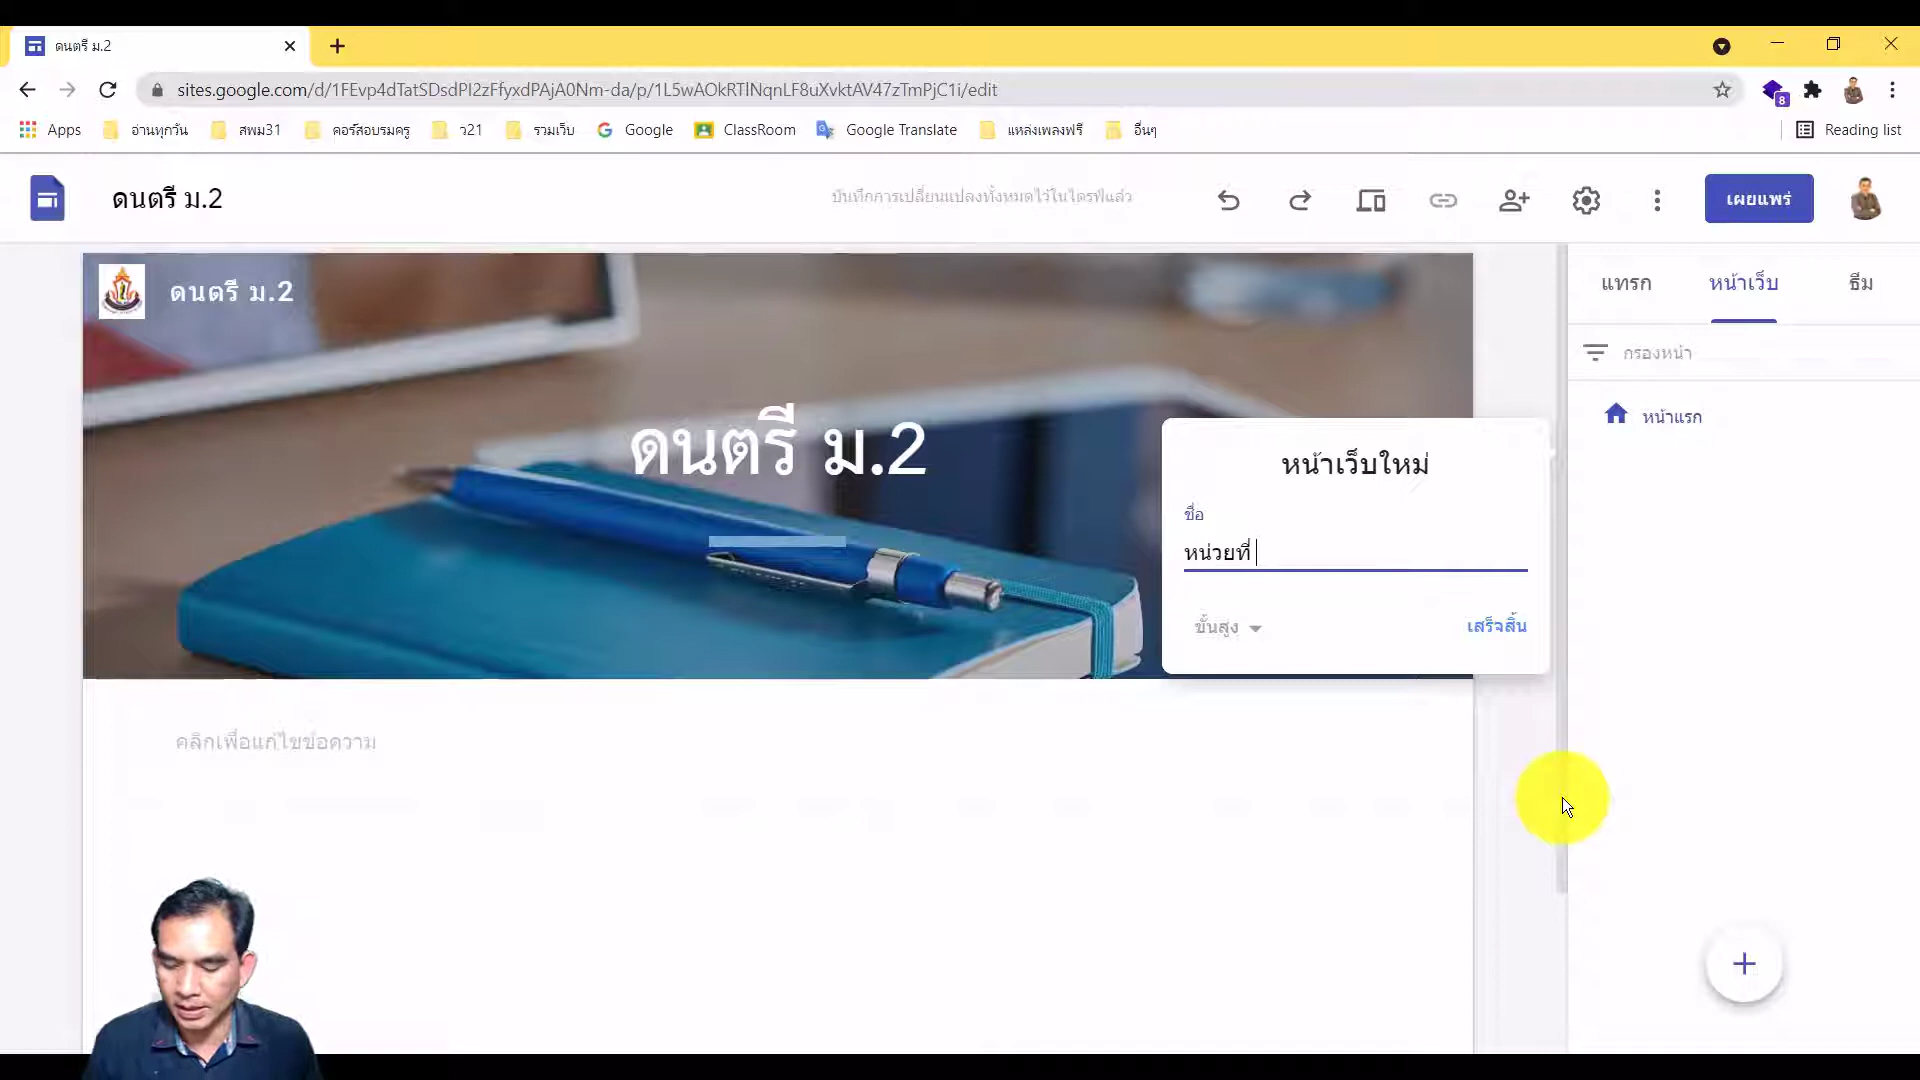 ดนตรี ม.2
sites.google.com/d/1FEvp4dTatSDsdPI2zFfyxdPAjA0Nm-da/p/1L5wAOkRTlNqnLF8uXvktAV47zTmPjC1i/edit
8
Apps อ่านทุกวัน สพม31 คอร์สอบรมครู ว21 รวมเว็บ Google ClassRoom Google Translate แหล่งเพลงฟรี อื่นๆ Reading list
ดนตรี ม.2 บันทึกการเปลี่ยนแปลงทั้งหมดไว้ในไดรฟ์แล้ว เผยแพร่
แทรก หน้าเว็บ ธีม
ดนตรี ม.2
กรองหน้า
หน้าแรก
ดนตรี ม.2
หน้าเว็บใหม่
ชื่อ
หน่วยที่
ขั้นสูง เสร็จสิ้น
คลิกเพื่อแก้ไขข้อความ